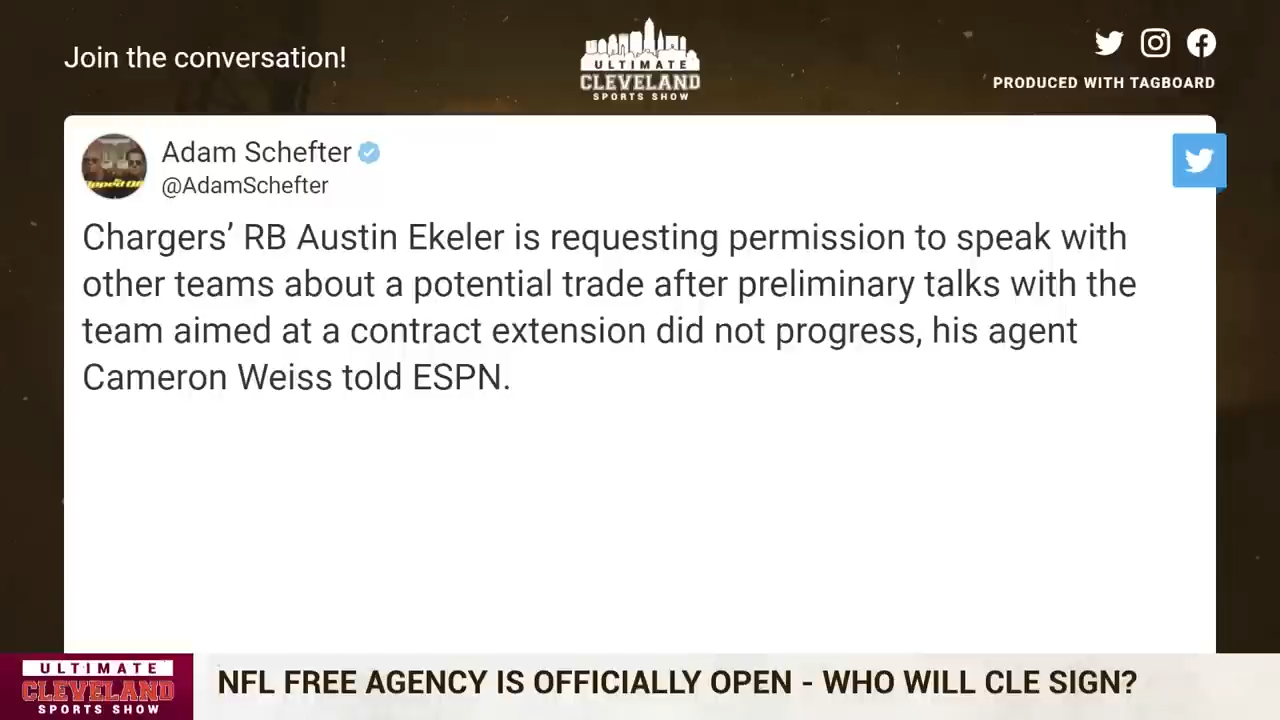 Join the conversation!
ULTIMATE
CLEVELAND
SPORTS SHOW
PRODUCED WITH TAGBOARD
Adam Schefter
@AdamSchefter
Chargers’ RB Austin Ekeler is requesting permission to speak with
other teams about a potential trade after preliminary talks with the
team aimed at a contract extension did not progress, his agent
Cameron Weiss told ESPN.
ULTIMATE
CLEVELAND
SPORTS SHOW
NFL FREE AGENCY IS OFFICIALLY OPEN - WHO WILL CLE SIGN?